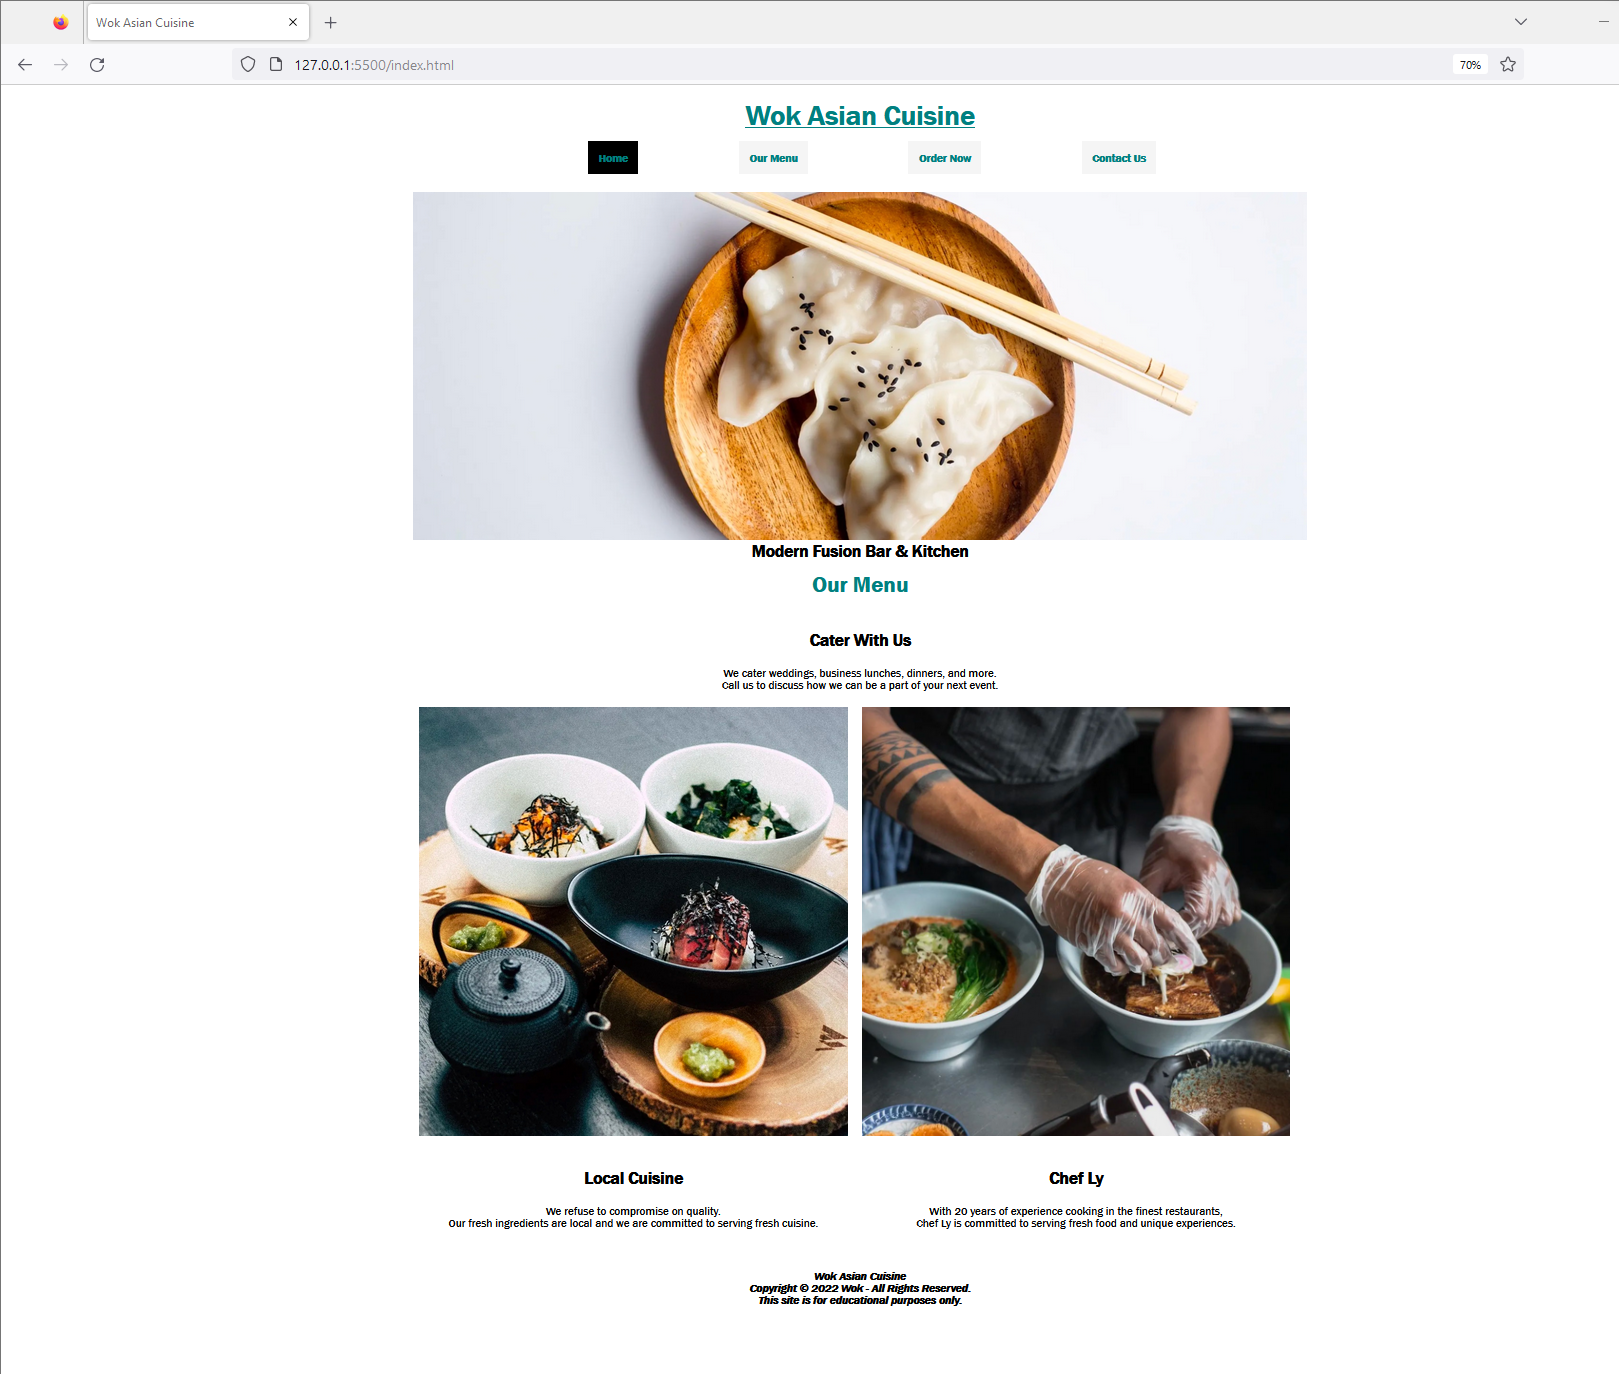 Wok Asian Cuisine
127.0.0.1:5500/index.html
70%
Wok Asian Cuisine
Home
Our Menu
Order Now
Contact Us
Modern Fusion Bar & Kitchen
Our Menu
Cater With Us
We cater weddings, business lunches, dinners, and more.
Call us to discuss how we can be a part of your next event.
Local Cuisine
We refuse to compromise on quality.
Our fresh ingredients are local and we are committed to serving fresh cuisine.
Chef Ly
With 20 years of experience cooking in the finest restaurants,
Chef Ly is committed to serving fresh food and unique experiences.
Wok Asian Cuisine
Copyright © 2022 Wok - All Rights Reserved.
This site is for educational purposes only.